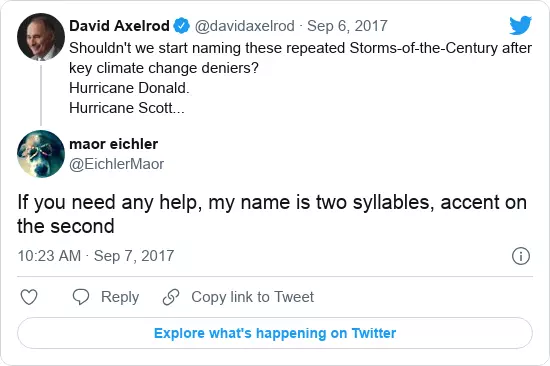 David Axelrod @davidaxelrod · Sep 6, 2017
Shouldn't we start naming these repeated Storms-of-the-Century after
key climate change deniers?
Hurricane Donald.
Hurricane Scott...
maor eichler
@EichlerMaor
If you need any help, my name is two syllables, accent on
the second
10:23 AM · Sep 7, 2017
Reply Copy link to Tweet
Explore what's happening on Twitter